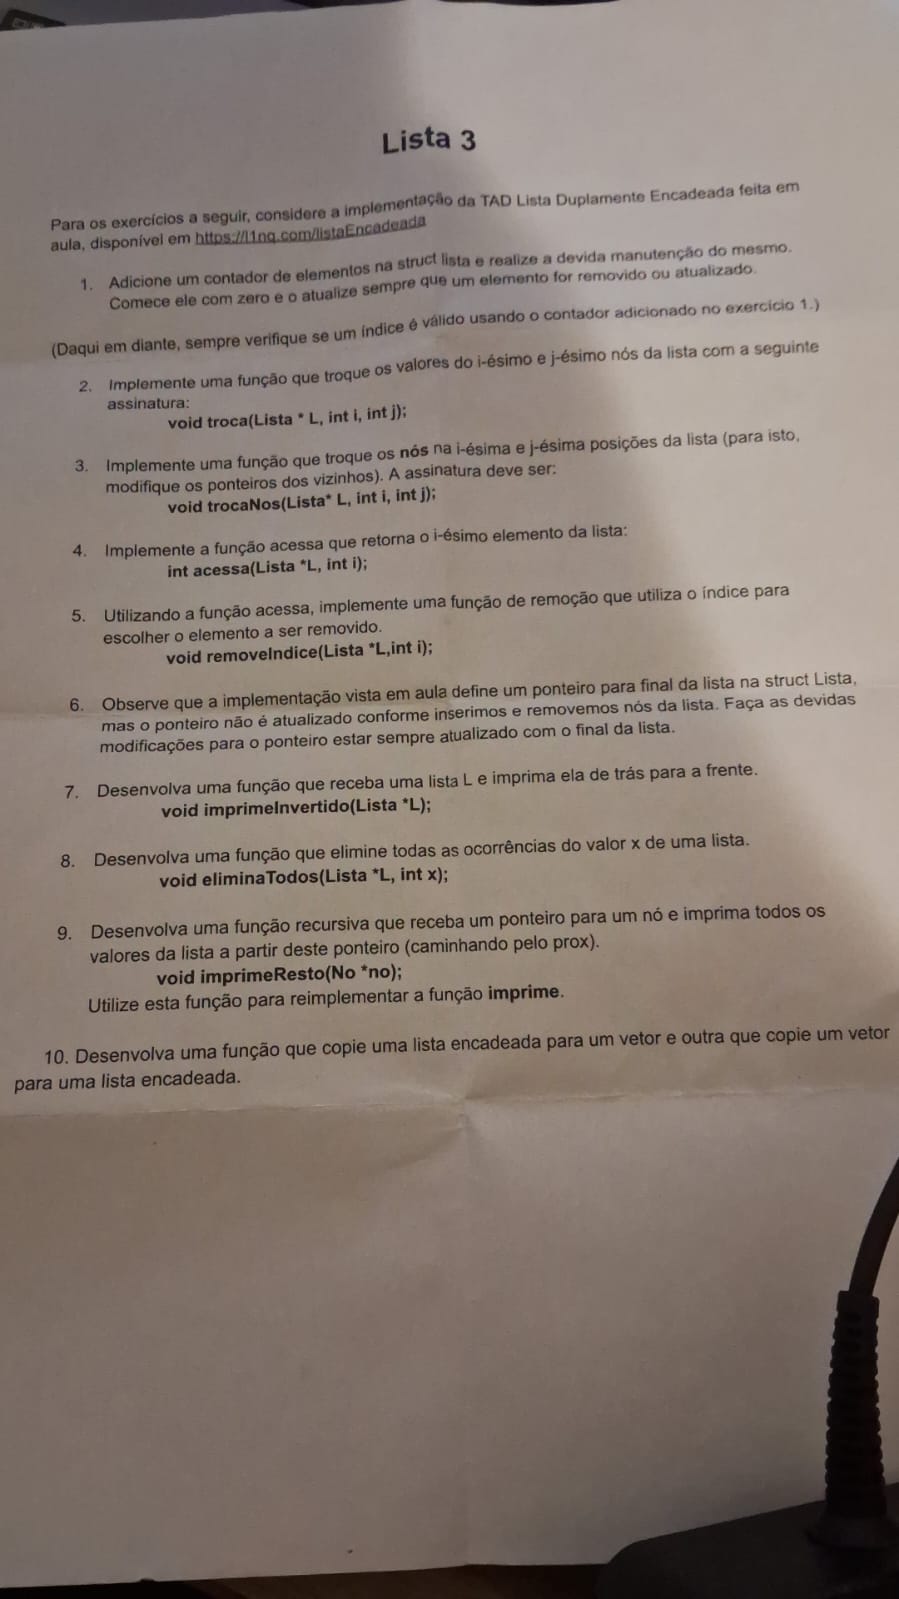 Lista 3
Para os exercícios a seguir, considere a implementação da TAD Lista Duplamente Encadeada feita em
aula, disponível em https://l1nq.com/listaEncadeada
1. Adicione um contador de elementos na struct lista e realize a devida manutenção do mesmo.
Comece ele com zero e o atualize sempre que um elemento for removido ou atualizado.
(Daqui em diante, sempre verifique se um índice é válido usando o contador adicionado no exercício 1.)
2. Implemente uma função que troque os valores do i-ésimo e j-ésimo nós da lista com a seguinte
assinatura:
void troca(Lista * L, int i, int j);
3. Implemente uma função que troque os nós na i-ésima e j-ésima posições da lista (para isto,
modifique os ponteiros dos vizinhos). A assinatura deve ser:
void trocaNos(Lista* L, int i, int j);
4. Implemente a função acessa que retorna o i-ésimo elemento da lista:
int acessa(Lista *L, int i);
5. Utilizando a função acessa, implemente uma função de remoção que utiliza o índice para
escolher o elemento a ser removido.
void removeIndice(Lista *L,int i);
6. Observe que a implementação vista em aula define um ponteiro para final da lista na struct Lista,
mas o ponteiro não é atualizado conforme inserimos e removemos nós da lista. Faça as devidas
modificações para o ponteiro estar sempre atualizado com o final da lista.
7. Desenvolva uma função que receba uma lista L e imprima ela de trás para a frente.
void imprimeInvertido(Lista *L);
8. Desenvolva uma função que elimine todas as ocorrências do valor x de uma lista.
void eliminaTodos(Lista *L, int x);
9. Desenvolva uma função recursiva que receba um ponteiro para um nó e imprima todos os
valores da lista a partir deste ponteiro (caminhando pelo prox).
void imprimeResto(No *no);
Utilize esta função para reimplementar a função imprime.
10. Desenvolva uma função que copie uma lista encadeada para um vetor e outra que copie um vetor
para uma lista encadeada.